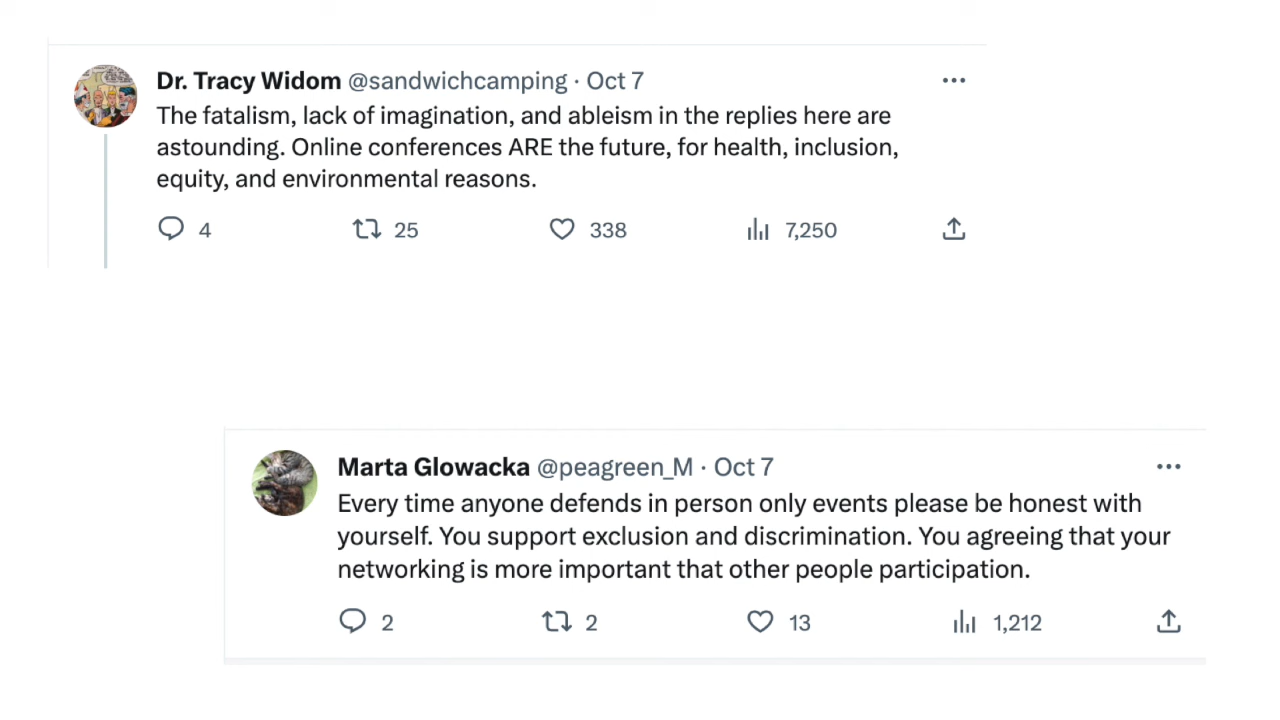 Dr. Tracy Widom @sandwichcamping · Oct 7
The fatalism, lack of imagination, and ableism in the replies here are
astounding. Online conferences ARE the future, for health, inclusion,
equity, and environmental reasons.
4 25 338 7,250
Marta Glowacka @peagreen_M · Oct 7
Every time anyone defends in person only events please be honest with
yourself. You support exclusion and discrimination. You agreeing that your
networking is more important that other people participation.
2 2 13 1,212